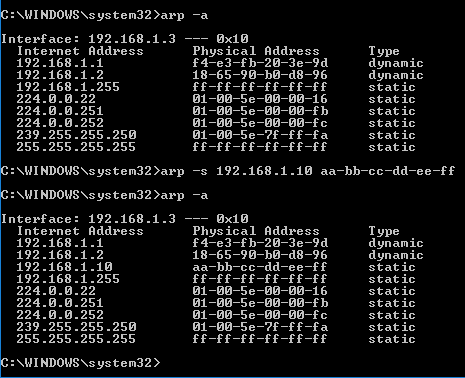 C:\WINDOWS\system32>arp -a
Interface: 192.168.1.3 --- 0x10
Internet Address Physical Address Type
192.168.1.1 f4-e3-fb-20-3e-9d dynamic
192.168.1.2 18-65-90-b0-d8-96 dynamic
192.168.1.255 ff-ff-ff-ff-ff-ff static
224.0.0.22 01-00-5e-00-00-16 static
224.0.0.251 01-00-5e-00-00-fb static
224.0.0.252 01-00-5e-00-00-fc static
239.255.255.250 01-00-5e-7f-ff-fa static
255.255.255.255 ff-ff-ff-ff-ff-ff static
C:\WINDOWS\system32>arp -s 192.168.1.10 aa-bb-cc-dd-ee-ff
C:\WINDOWS\system32>arp -a
Interface: 192.168.1.3 --- 0x10
Internet Address Physical Address Type
192.168.1.1 f4-e3-fb-20-3e-9d dynamic
192.168.1.2 18-65-90-b0-d8-96 dynamic
192.168.1.10 aa-bb-cc-dd-ee-ff static
192.168.1.255 ff-ff-ff-ff-ff-ff static
224.0.0.22 01-00-5e-00-00-16 static
224.0.0.251 01-00-5e-00-00-fb static
224.0.0.252 01-00-5e-00-00-fc static
239.255.255.250 01-00-5e-7f-ff-fa static
255.255.255.255 ff-ff-ff-ff-ff-ff static
C:\WINDOWS\system32>